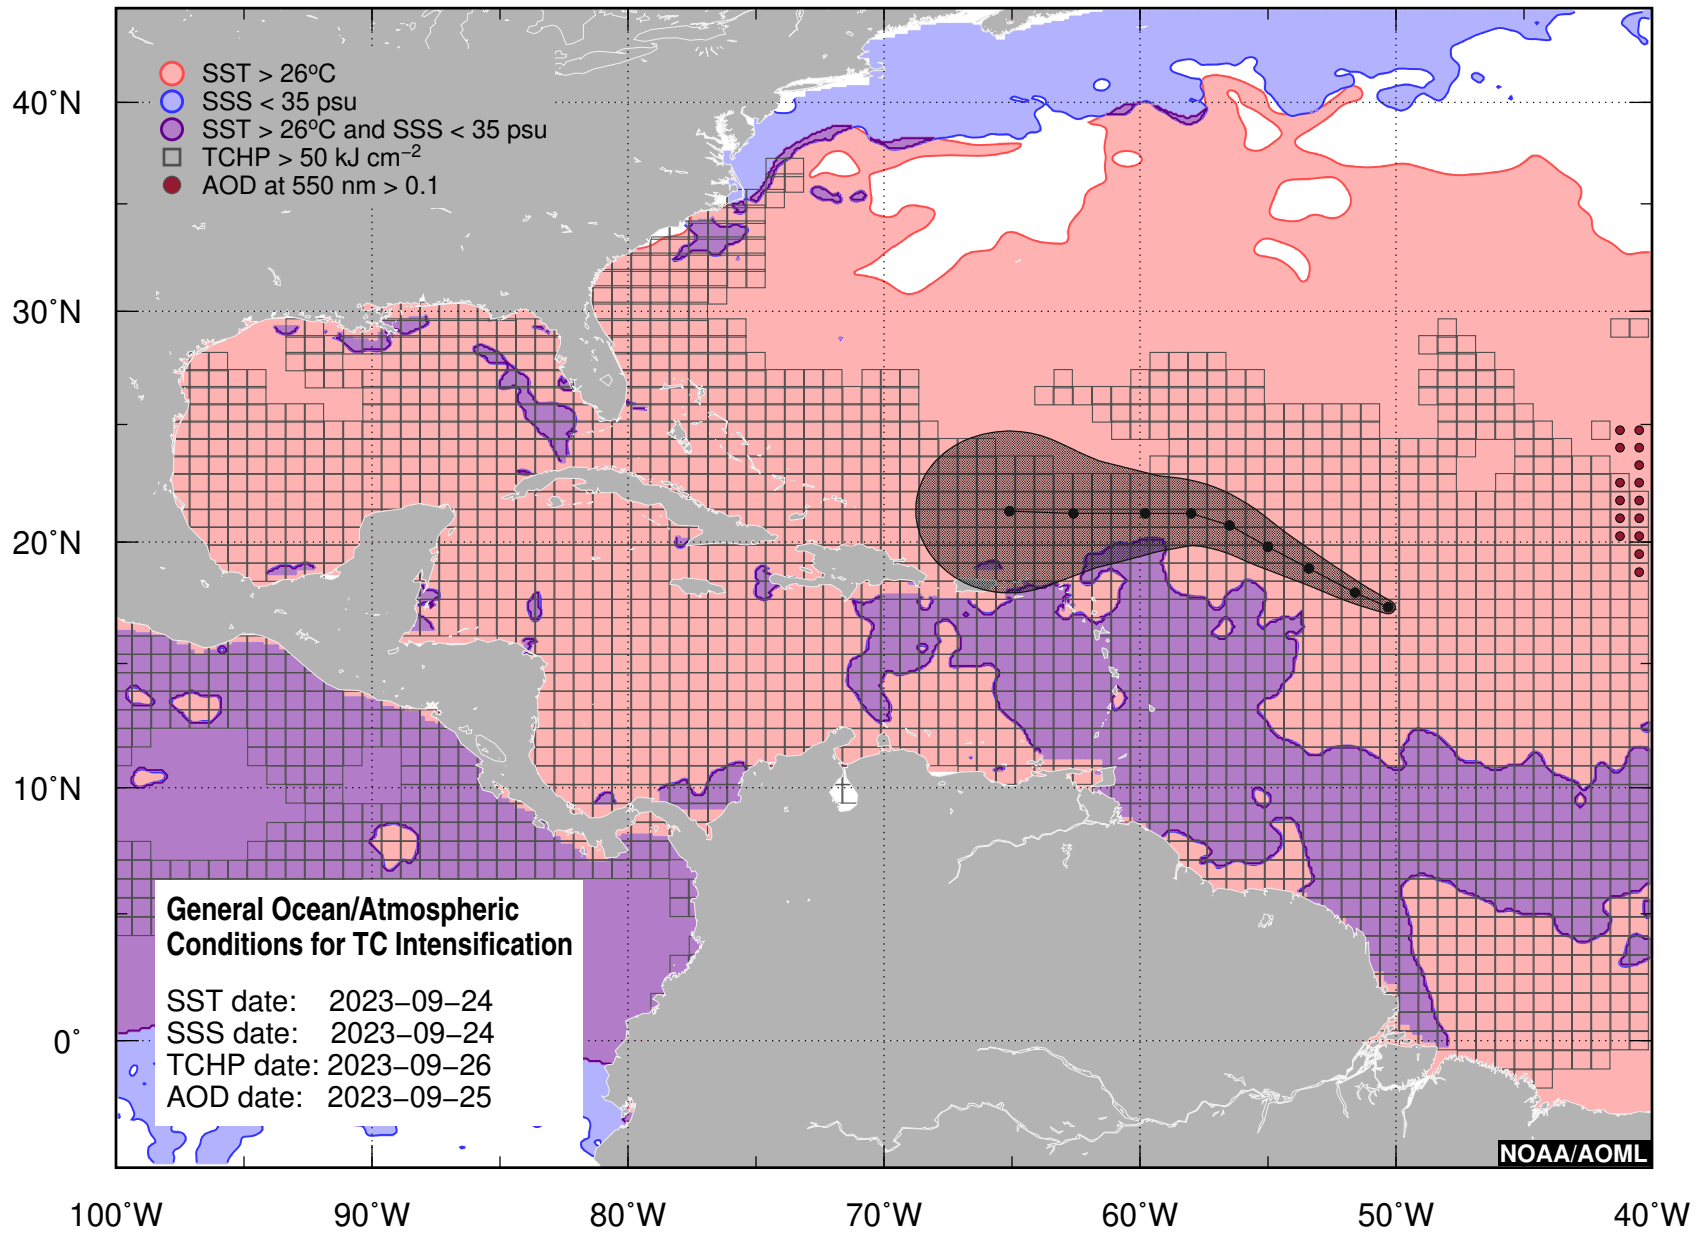 40°N
30°N
20°N
10°N
0°
SST > 26ºC
SSS < 35 psu
SST > 26ºC and SSS < 35 psu
TCHP > 50 kJ cm⁻²
AOD at 550 nm > 0.1
General Ocean/Atmospheric
Conditions for TC Intensification
SST date: 2023−09−24
SSS date: 2023−09−24
TCHP date: 2023−09−26
AOD date: 2023−09−25
NOAA/AOML
100°W 90°W 80°W 70°W 60°W 50°W 40°W